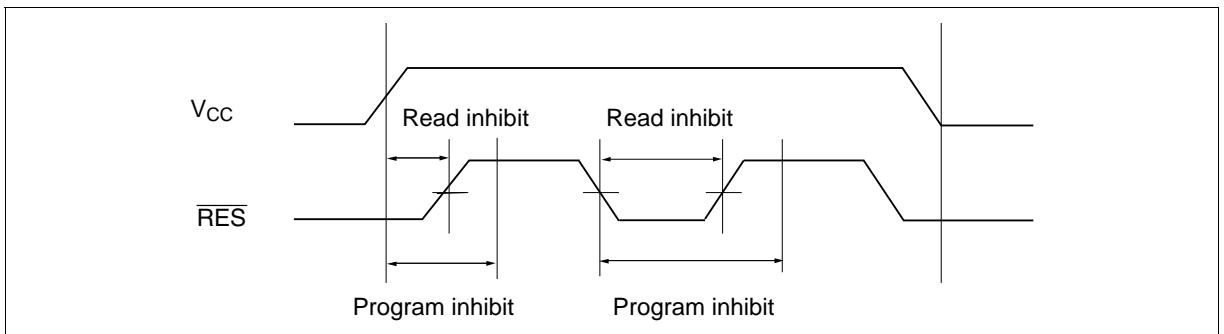 VCC
Read inhibit Read inhibit
RES
Program inhibit Program inhibit